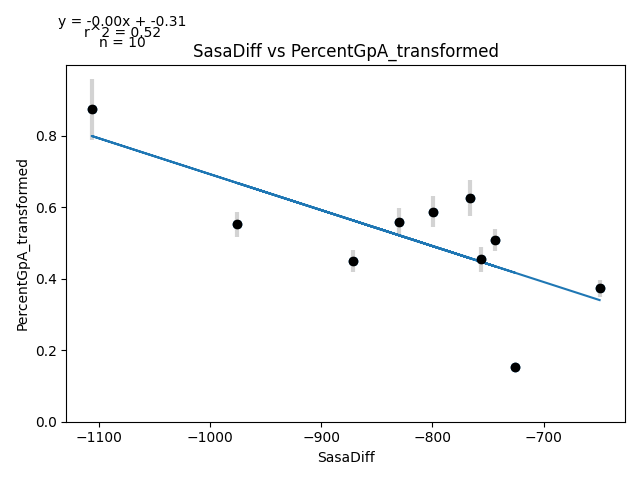 y = -0.00x + -0.31
r^2 = 0.52
n = 10
SasaDiff vs PercentGpA_transformed
PercentGpA_transformed
0.8
0.6
0.4
0.2
0.0
−1100 −1000 −900 −800 −700
SasaDiff